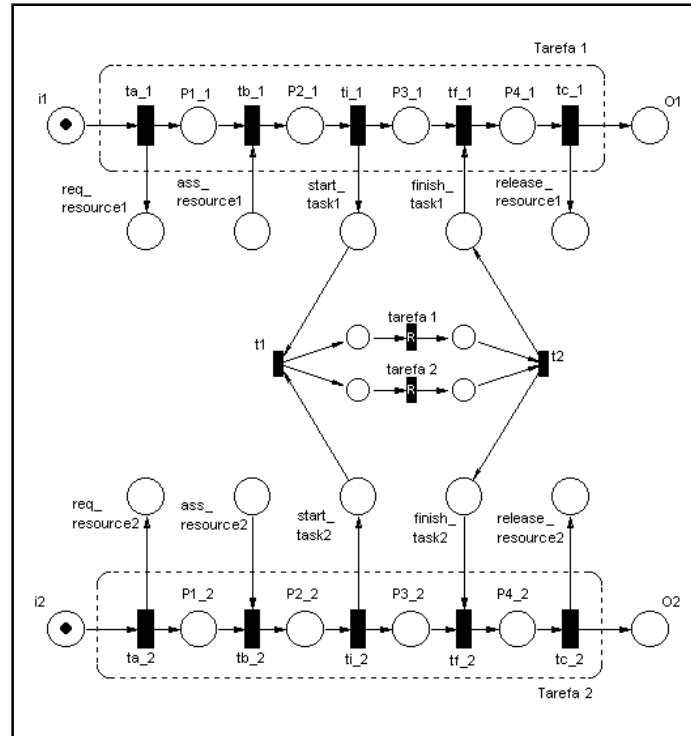 Tarefa 1
i1
ta_1
P1_1
tb_1
P2_1
ti_1
P3_1
tf_1
P4_1
tc_1
O1
req_
resource1
ass_
resource1
start_
task1
finish_
task1
release_
resource1
tarefa 1
R
t1
t2
tarefa 2
R
req_
resource2
ass_
resource2
start_
task2
finish_
task2
release_
resource2
i2
P1_2
P2_2
P3_2
P4_2
O2
ta_2
tb_2
ti_2
tf_2
tc_2
Tarefa 2